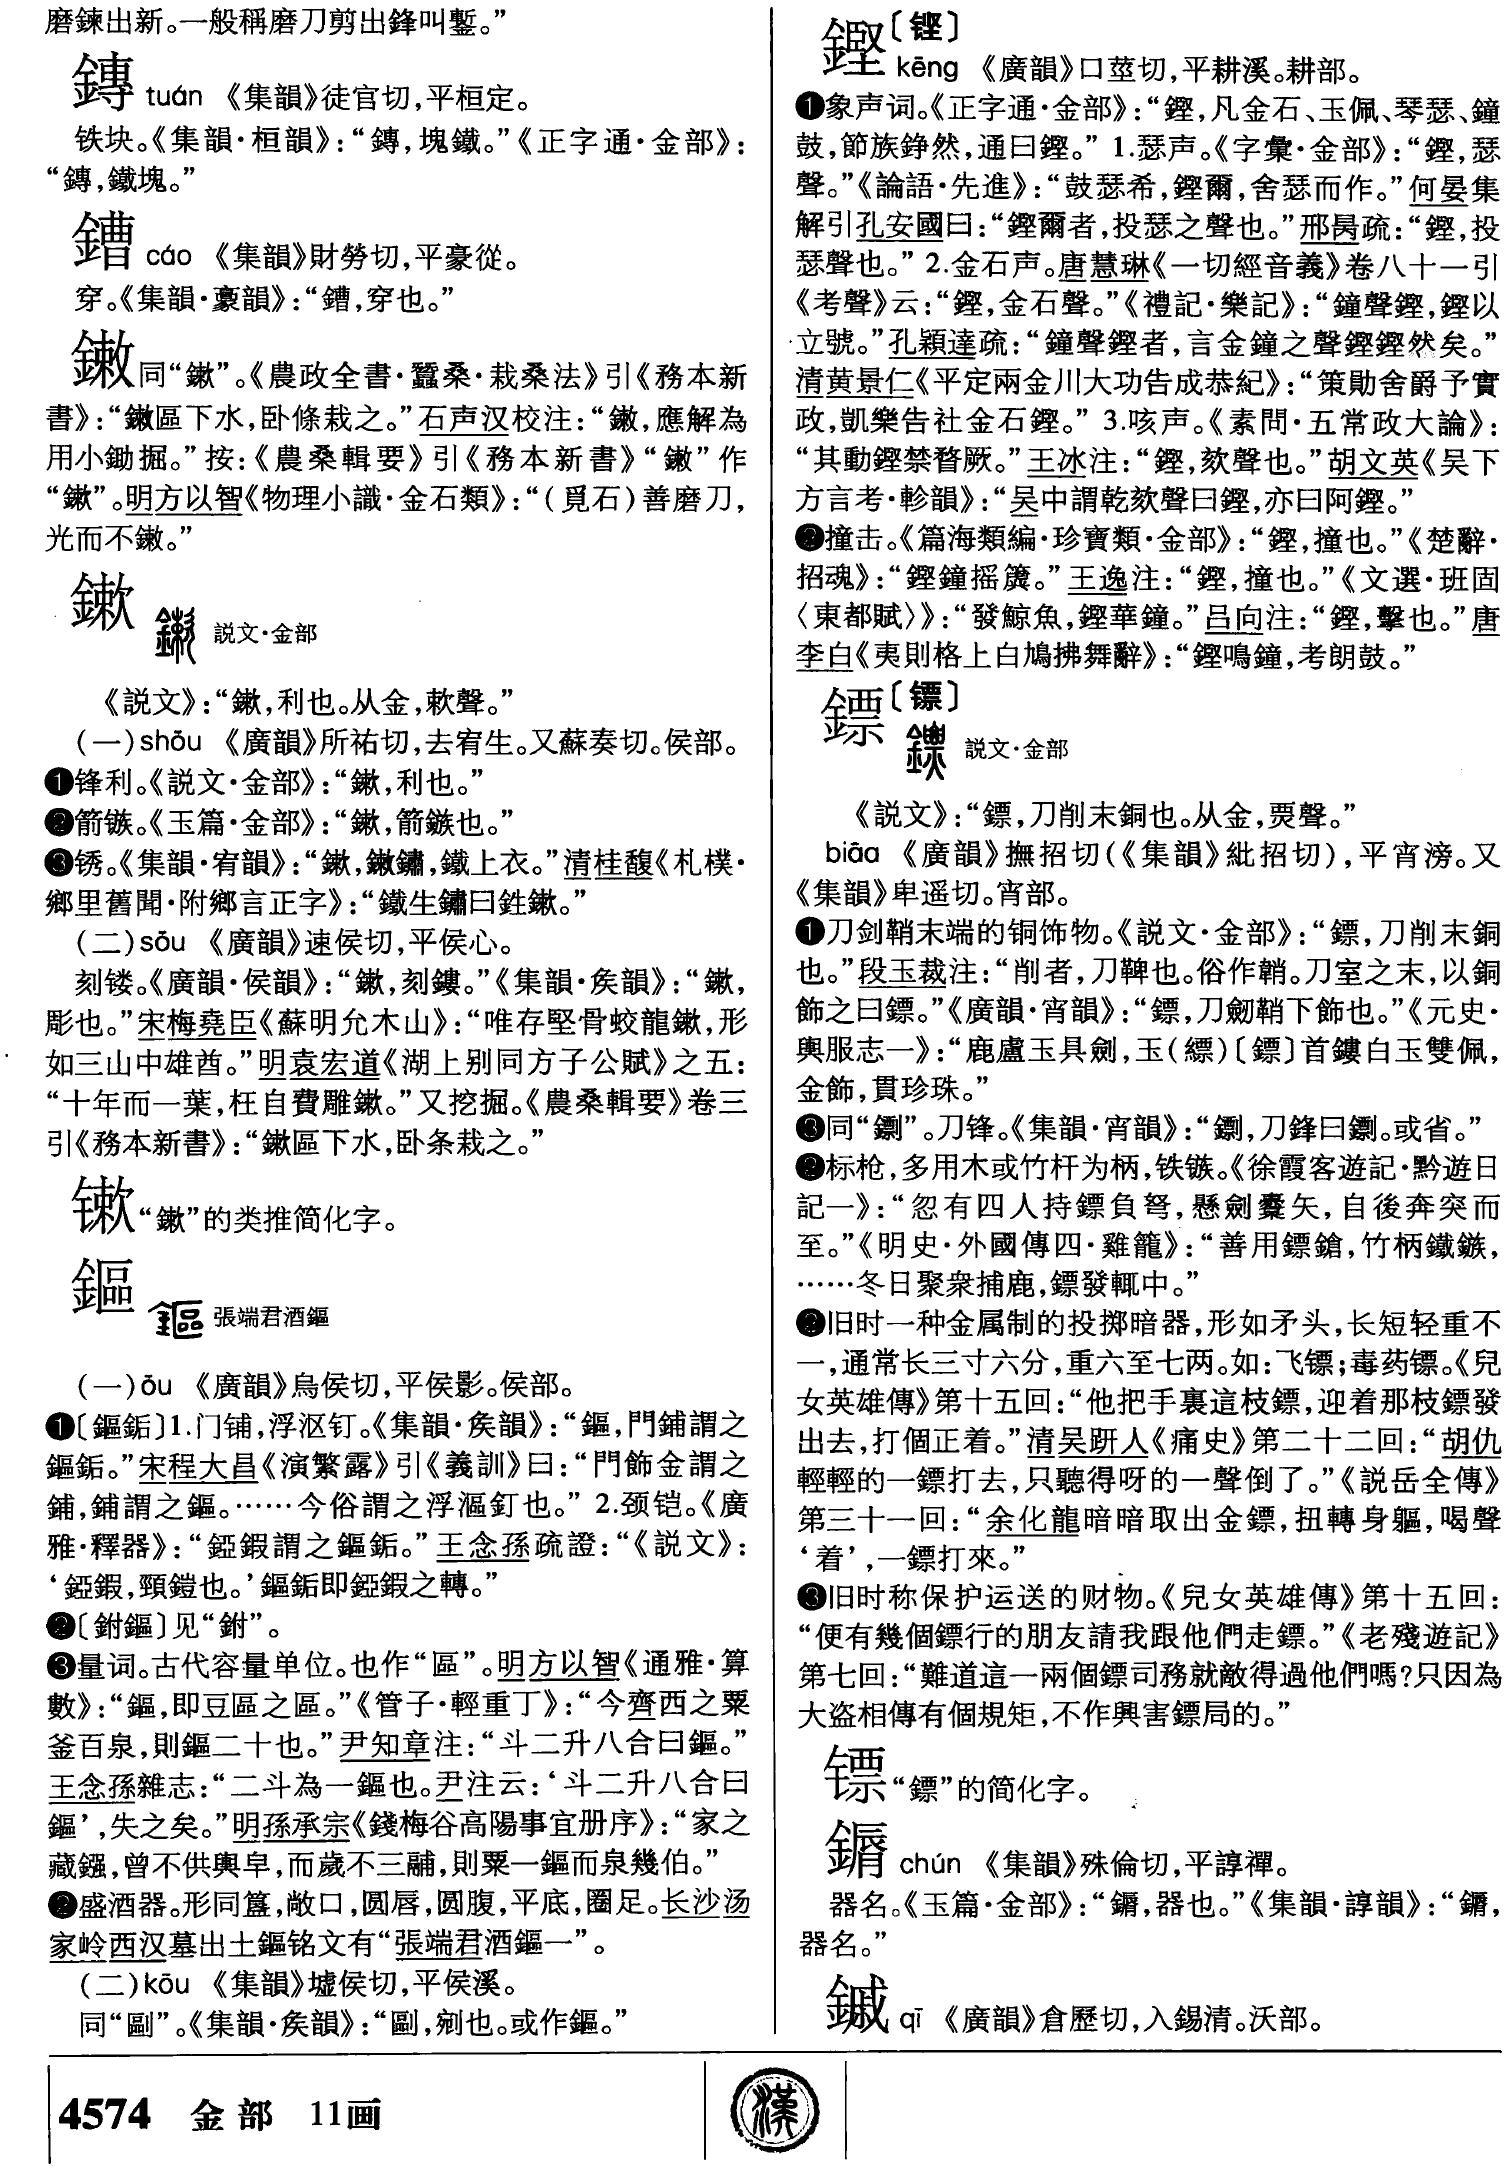 磨鍊出新。一般稱磨刀剪出鋒叫鏨。”
鏄 tuán 《集韻》徒官切，平桓定。
铁块。《集韻·桓韻》：“鏄，塊鐵。”《正字通·金部》：
“鏄，鐵塊。”
鏪 cáo 《集韻》財勞切，平豪從。
穿。《集韻·豪韻》：“鏪，穿也。”
同“鏉”。《農政全書·蠶桑·栽桑法》引《務本新
書》：“區下水，卧條栽之。”石声汉校注：“，應解為
用小鋤掘。”按：《農桑輯要》引《務本新書》“”作
“鏉”。明方以智《物理小識·金石類》：“（覓石）善磨刀，
光而不。”
鏉 説文·金部
《説文》：“鏉，利也。从金，欶聲。”
（一）shōu 《廣韻》所祐切，去宥生。又蘇奏切。侯部。
❶锋利。《説文·金部》：“鏉，利也。”
❷箭镞。《玉篇·金部》：“鏉，箭鏃也。”
❸锈。《集韻·宥韻》：“鏉，鏉鏽，鐵上衣。”清桂馥《札樸·
鄉里舊聞·附鄉言正字》：“鐵生鏽曰鉎鏉。”
（二）sōu 《廣韻》速侯切，平侯心。
刻镂。《廣韻·侯韻》：“鏉，刻鏤。”《集韻·矦韻》：“鏉，
彫也。”宋梅堯臣《蘇明允木山》：“唯存堅骨蛟龍鏉，形
如三山中雄酋。”明袁宏道《湖上别同方子公賦》之五：
“十年而一葉，枉自費雕鏉。”又挖掘。《農桑輯要》卷三
引《務本新書》：“鏉區下水，卧条栽之。”
“鏉”的类推简化字。
鏂 張端君酒鏂
（一）ōu 《廣韻》烏侯切，平侯影。侯部。
❶〔鏂銗〕1.门铺，浮沤钉。《集韻·矦韻》：“鏂，門鋪謂之
鏂銗。”宋程大昌《演繁露》引《義訓》曰：“門飾金謂之
鋪，鋪謂之鏂。……今俗謂之浮漚釘也。” 2.颈铠。《廣
雅·釋器》：“錏鍜謂之鏂銗。”王念孫疏證：“《説文》：
‘錏鍜，頸鎧也。’鏂銗即錏鍜之轉。”
❷〔鉜鏂〕见“鉜”。
❸量词。古代容量单位。也作“區”。明方以智《通雅·算
數》：“鏂，即豆區之區。”《管子·輕重丁》：“今齊西之粟
釜百泉，則鏂二十也。”尹知章注：“斗二升八合曰鏂。”
王念孫雜志：“二斗為一鏂也。尹注云：‘斗二升八合曰
鏂’，失之矣。”明孫承宗《錢梅谷高陽事宜册序》：“家之
藏鏹，曾不供輿皁，而歲不三鬴，則粟一鏂而泉幾伯。”
❷盛酒器。形同簋，敞口，圆唇，圆腹，平底，圈足。长沙汤
家岭西汉墓出土鏂铭文有“張端君酒鏂一”。
（二）kōu 《集韻》墟侯切，平侯溪。
同“剾”。《集韻·矦韻》：“剾，剜也。或作鏂。”
鏗〔铿〕
kēng 《廣韻》口莖切，平耕溪。耕部。
❶象声词。《正字通·金部》：“鏗，凡金石、玉佩、琴瑟、鐘
鼓，節族錚然，通曰鏗。” 1.瑟声。《字彙·金部》：“鏗，瑟
聲。”《論語·先進》：“鼓瑟希，鏗爾，舍瑟而作。”何晏集
解引孔安國曰：“鏗爾者，投瑟之聲也。”邢昺疏：“鏗，投
瑟聲也。” 2.金石声。唐慧琳《一切經音義》卷八十一引
《考聲》云：“鏗，金石聲。”《禮記·樂記》：“鐘聲鏗，鏗以
立號。”孔穎達疏：“鐘聲鏗者，言金鐘之聲鏗鏗然矣。”
清黄景仁《平定兩金川大功告成恭紀》：“策勛舍爵予實
政，凱樂告社金石鏗。” 3.咳声。《素問·五常政大論》：
“其動鏗禁瞀厥。”王冰注：“鏗，欬聲也。”胡文英《吴下
方言考·軫韻》：“吴中謂乾欬聲曰鏗，亦曰阿鏗。”
❷撞击。《篇海類編·珍寶類·金部》：“鏗，撞也。”《楚辭·
招魂》：“鏗鐘摇簴。”王逸注：“鏗，撞也。”《文選·班固
〈東都賦〉》：“發鯨魚，鏗華鐘。”吕向注：“鏗，擊也。”唐
李白《夷則格上白鳩拂舞辭》：“鏗鳴鐘，考朗鼓。”
鏢〔镖〕
説文·金部
《説文》：“鏢，刀削末銅也。从金，票聲。”
biāo 《廣韻》撫招切（《集韻》紕招切），平宵滂。又
《集韻》卑遥切。宵部。
❶刀剑鞘末端的铜饰物。《説文·金部》：“鏢，刀削末銅
也。”段玉裁注：“削者，刀鞞也。俗作鞘。刀室之末，以銅
飾之曰鏢。”《廣韻·宵韻》：“鏢，刀劒鞘下飾也。”《元史·
輿服志一》：“鹿盧玉具劍，玉（縹）〔鏢〕首鏤白玉雙佩，
金飾，貫珍珠。”
❸同“剽”。刀锋。《集韻·宵韻》：“，刀鋒曰。或省。”
❷标枪，多用木或竹杆为柄，铁镞。《徐霞客遊記·黔遊日
記一》：“忽有四人持鏢負弩，懸劍櫜矢，自後奔突而
至。”《明史·外國傳四·雞籠》：“善用鏢鎗，竹柄鐵鏃，
……冬日聚衆捕鹿，鏢發輒中。”
❷旧时一种金属制的投掷暗器，形如矛头，长短轻重不
一，通常长三寸六分，重六至七两。如：飞镖；毒药镖。《兒
女英雄傳》第十五回：“他把手裏這枝鏢，迎着那枝鏢發
出去，打個正着。”清吴趼人《痛史》第二十二回：“胡仇
輕輕的一鏢打去，只聽得呀的一聲倒了。”《説岳全傳》
第三十一回：“余化龍暗暗取出金鏢，扭轉身軀，喝聲
‘着’，一鏢打來。”
❸旧时称保护运送的财物。《兒女英雄傳》第十五回：
“便有幾個鏢行的朋友請我跟他們走鏢。”《老殘遊記》
第七回：“難道這一兩個鏢司務就敵得過他們嗎？只因為
大盗相傳有個規矩，不作興害鏢局的。”
镖“鏢”的简化字。
chún 《集韻》殊倫切，平諄禪。
器名。《玉篇·金部》：“，器也。”《集韻·諄韻》：“，
器名。”
鏚 qī 《廣韻》倉歷切，入錫清。沃部。
4574 金部 11画
漢